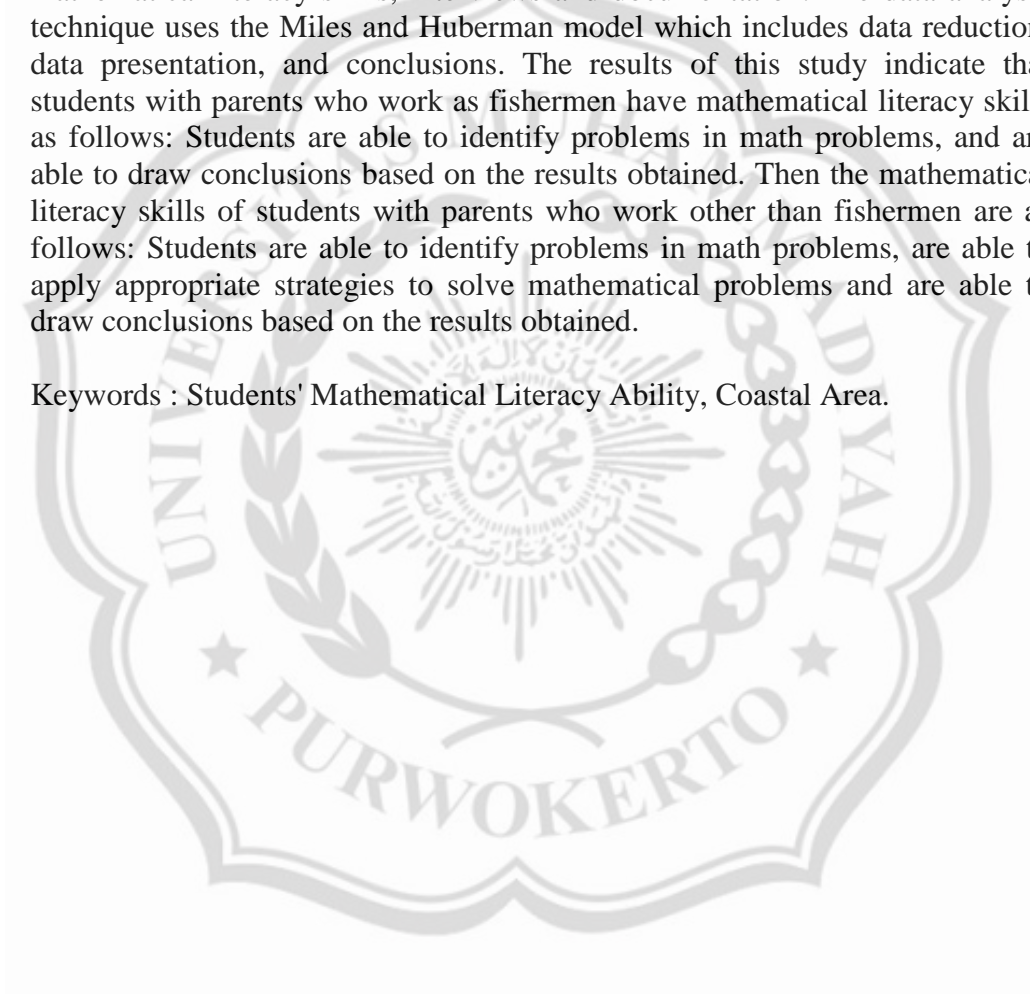 technique uses the Miles and Huberman model which includes data reduction
data presentation, and conclusions. The results of this study indicate tha
students with parents who work as fishermen have mathematical literacy skill
as follows: Students are able to identify problems in math problems, and ar
able to draw conclusions based on the results obtained. Then the mathematica
literacy skills of students with parents who work other than fishermen are a
follows: Students are able to identify problems in math problems, are able t
apply appropriate strategies to solve mathematical problems and are able t
draw conclusions based on the results obtained.
Keywords : Students' Mathematical Literacy Ability, Coastal Area.
UNIVERSITAS MUHAMMADIYAH
PURWOKERTO